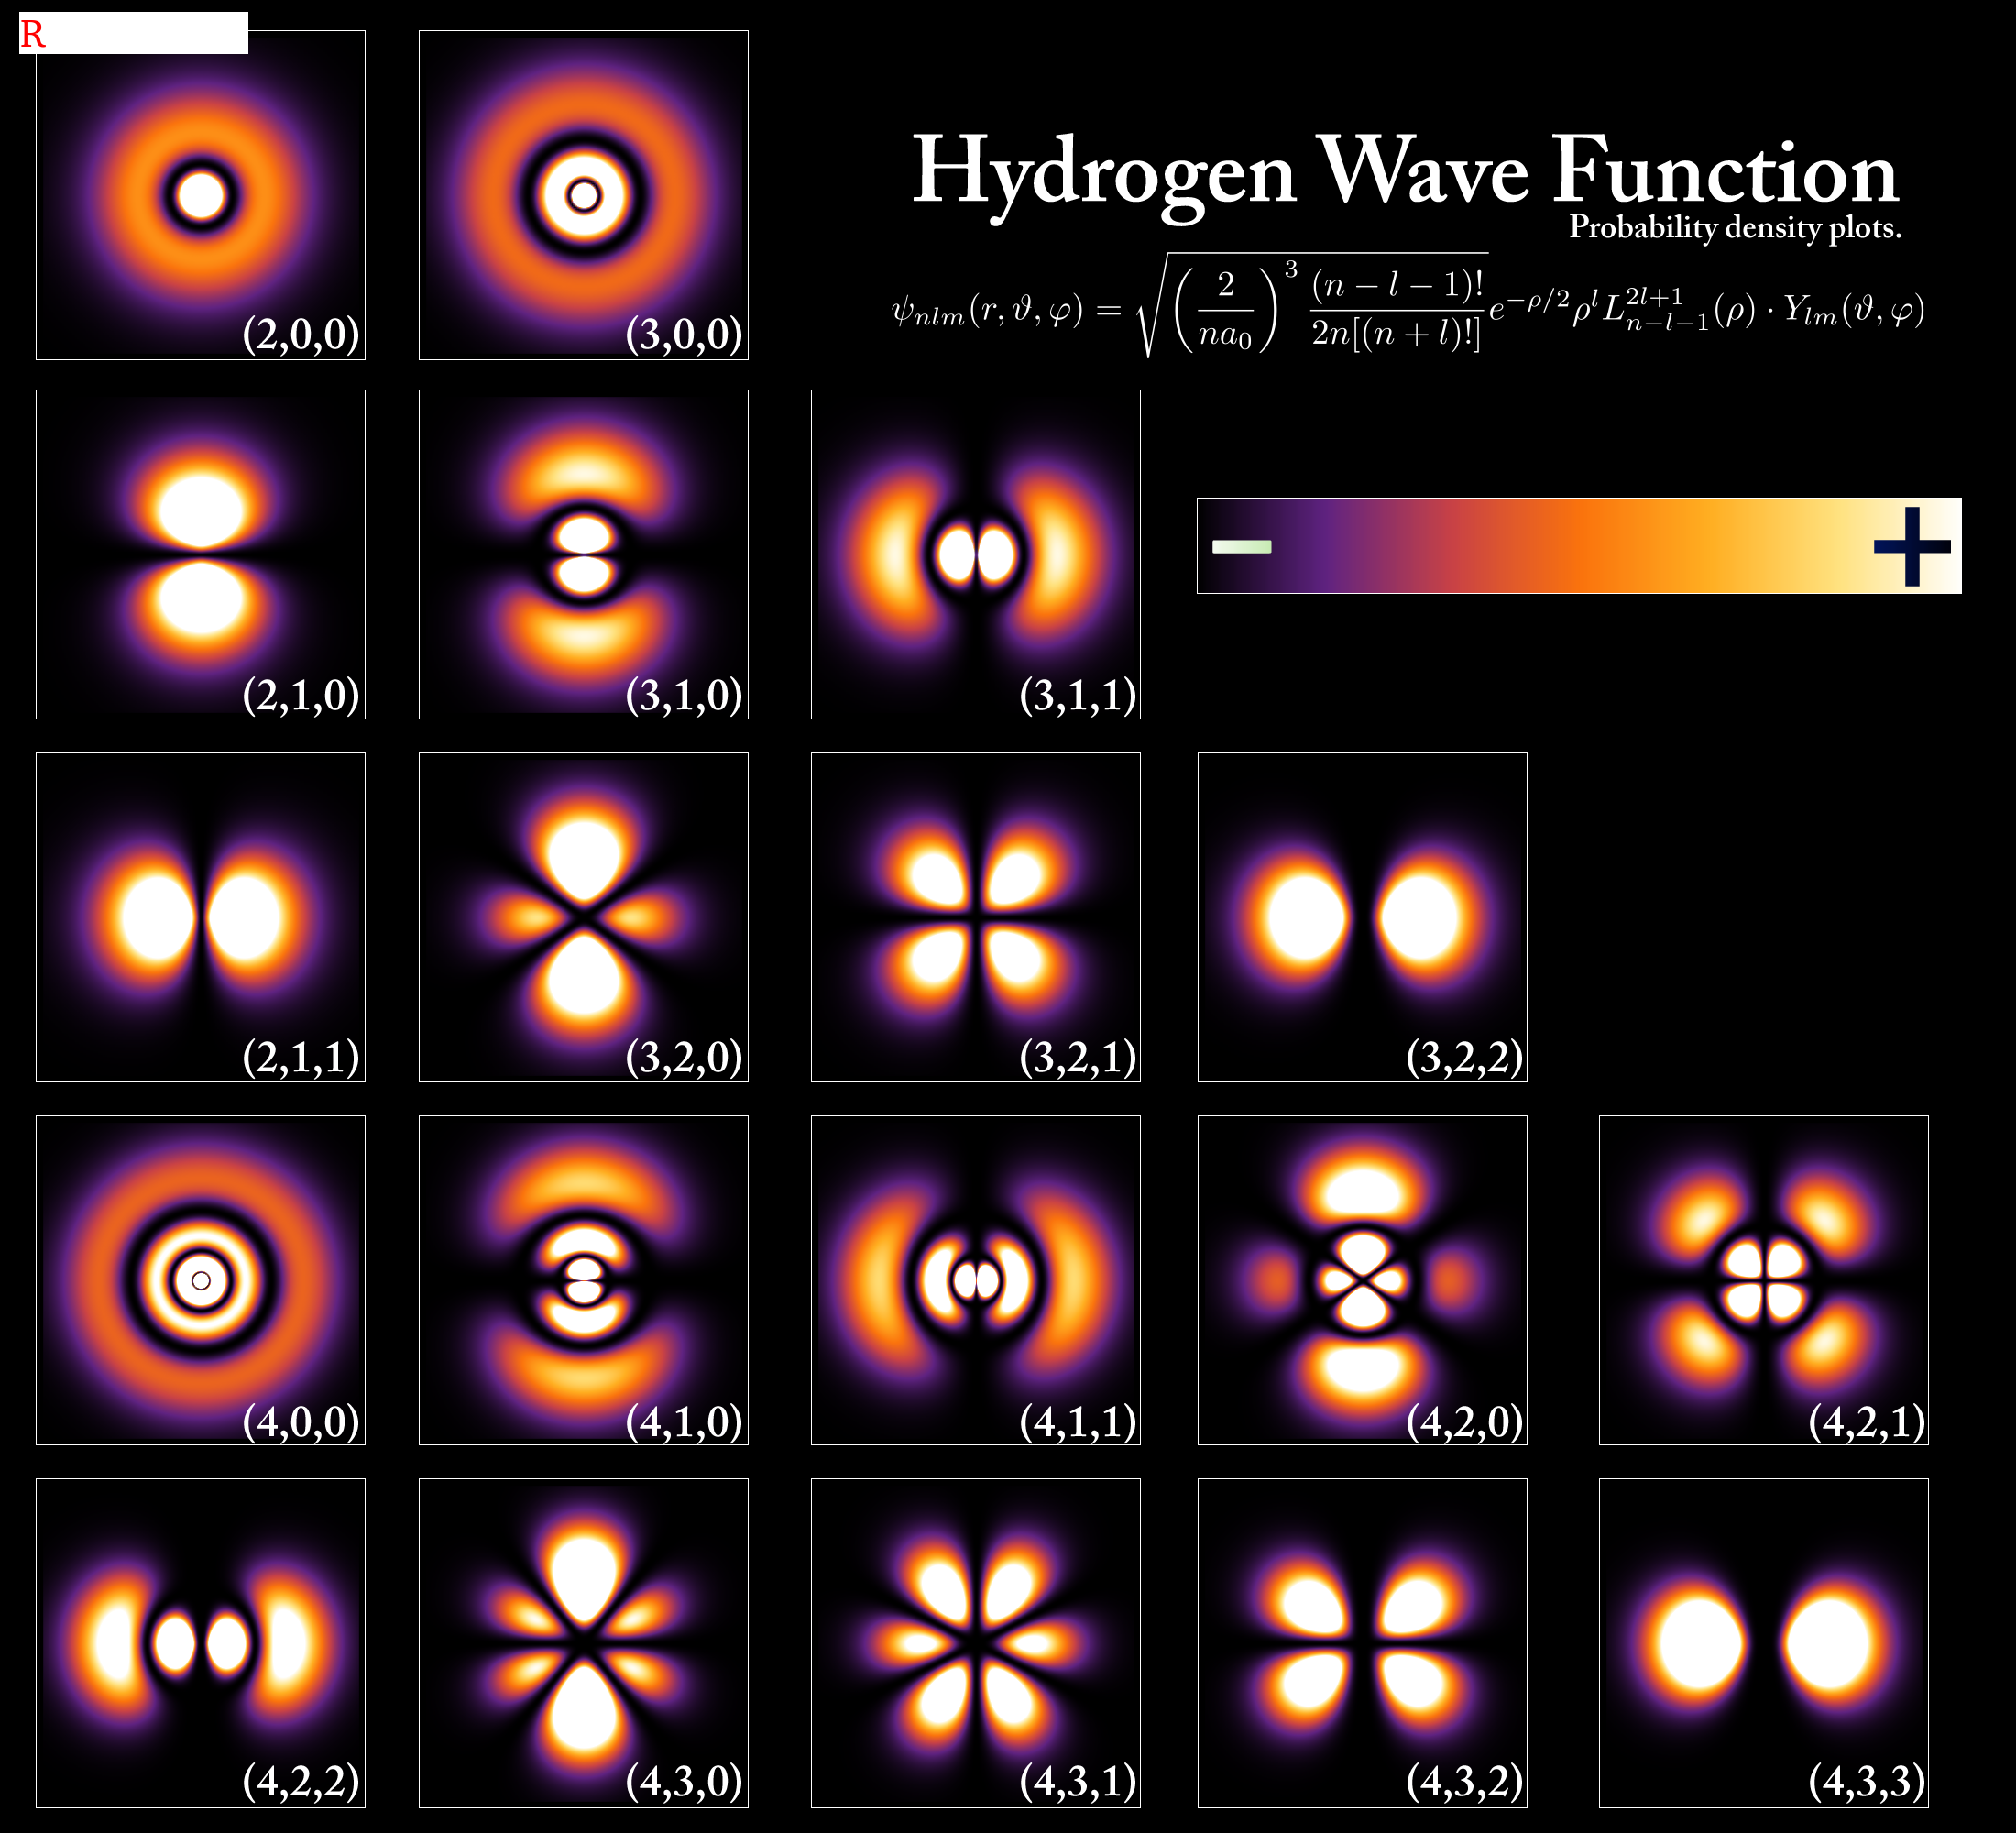 R
Hydrogen Wave Function
Probability density plots.
ψnlm(r, ϑ, φ) = √((2/na₀)³ (n − l − 1)!/2n[(n + l)!]) e^{−ρ/2} ρ^l L_{n−l−1}^{2l+1}(ρ) · Ylm(ϑ, φ)
(2,0,0) (3,0,0)
− +
(2,1,0) (3,1,0) (3,1,1)
(2,1,1) (3,2,0) (3,2,1) (3,2,2)
(4,0,0) (4,1,0) (4,1,1) (4,2,0) (4,2,1)
(4,2,2) (4,3,0) (4,3,1) (4,3,2) (4,3,3)